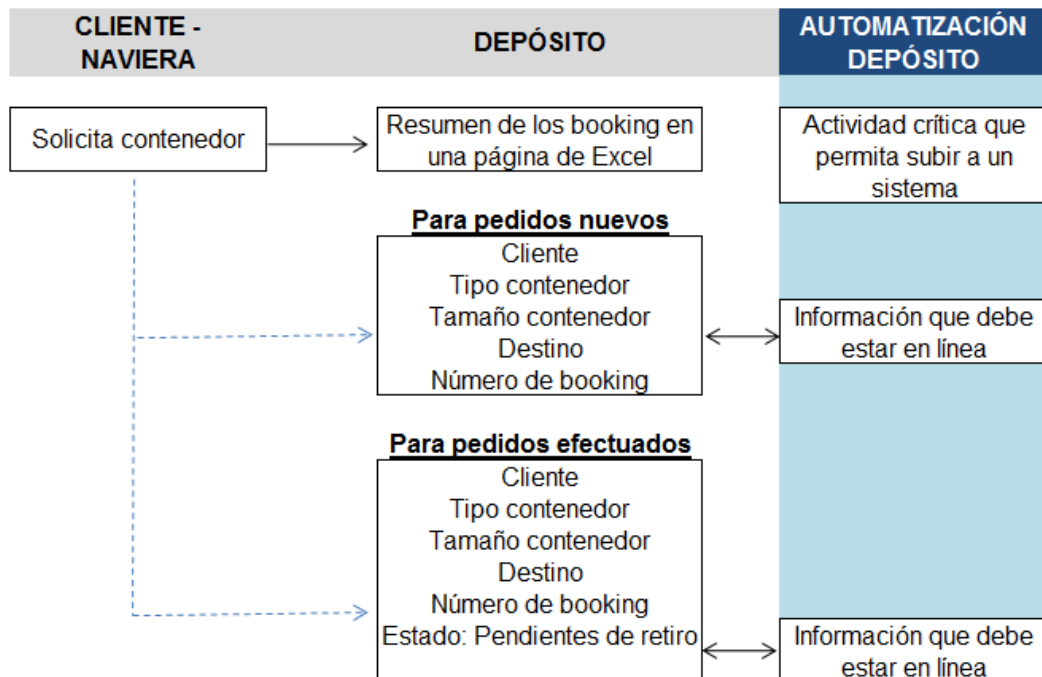 CLIENTE -
NAVIERA
DEPÓSITO
AUTOMATIZACIÓN
DEPÓSITO
Solicita contenedor
Resumen de los booking en
una página de Excel
Actividad crítica que
permita subir a un
sistema
Para pedidos nuevos
Cliente
Tipo contenedor
Tamaño contenedor
Destino
Número de booking
Información que debe
estar en línea
Para pedidos efectuados
Cliente
Tipo contenedor
Tamaño contenedor
Destino
Número de booking
Estado: Pendientes de retiro
Información que debe
estar en línea